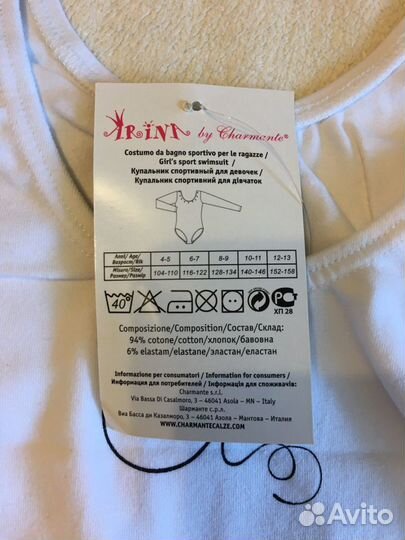 ARINA by Charmante®
Costumo da bagno sportivo per le ragazze /
Girl's sport swimsuit /
Купальник спортивный для девочек /
Купальник спортивний для дівчаток
Anni/ Age/ Возраст/Вік 4-5 6-7 8-9 10-11 12-13
Misura/Size/ Размер/Розмір 104-110 116-122 128-134 140-146 152-158
40°
PC
ХП 28
Composizione/Composition/Состав/Склад:
94% cotone/cotton/хлопок/бавовна
6% elastam/elastane/эластан/еластан
Informazione per consumatori / Information for consumers /
Информация для потребителей / Інформація для споживачів:
Charmante s.r.l.
Via Bassa Di Casalmoro, 3 – 46041 Asola – MN – Italy
Шарманте с.р.л.
Виа Басса ди Казалморо, 3 – 46041 Асола – Мантова – Италия
WWW.CHARMANTECALZE.COM
Avito